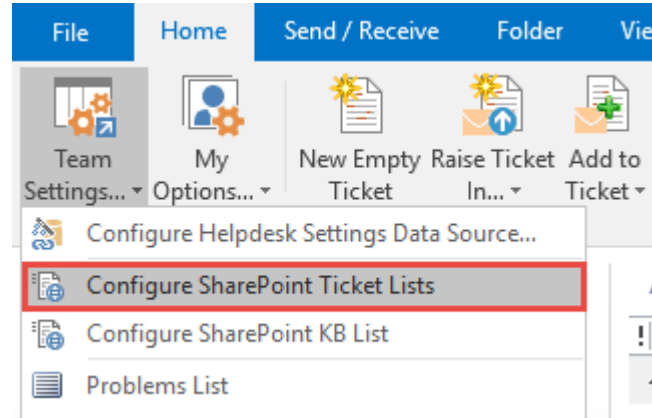 File Home Send / Receive Folder Vie
Team My New Empty Raise Ticket Add to
Settings... Options... Ticket In... Ticket
Configure Helpdesk Settings Data Source...
Configure SharePoint Ticket Lists
Configure SharePoint KB List
!
Problems List